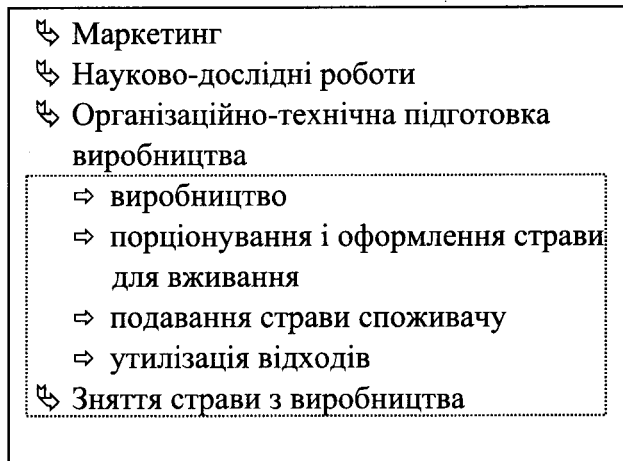 ⮱ Маркетинг
⮱ Науково-дослідні роботи
⮱ Організаційно-технічна підготовка
виробництва
⇨ виробництво
⇨ порціонування і оформлення страви
для вживання
⇨ подавання страви споживачу
⇨ утилізація відходів
⮱ Зняття страви з виробництва